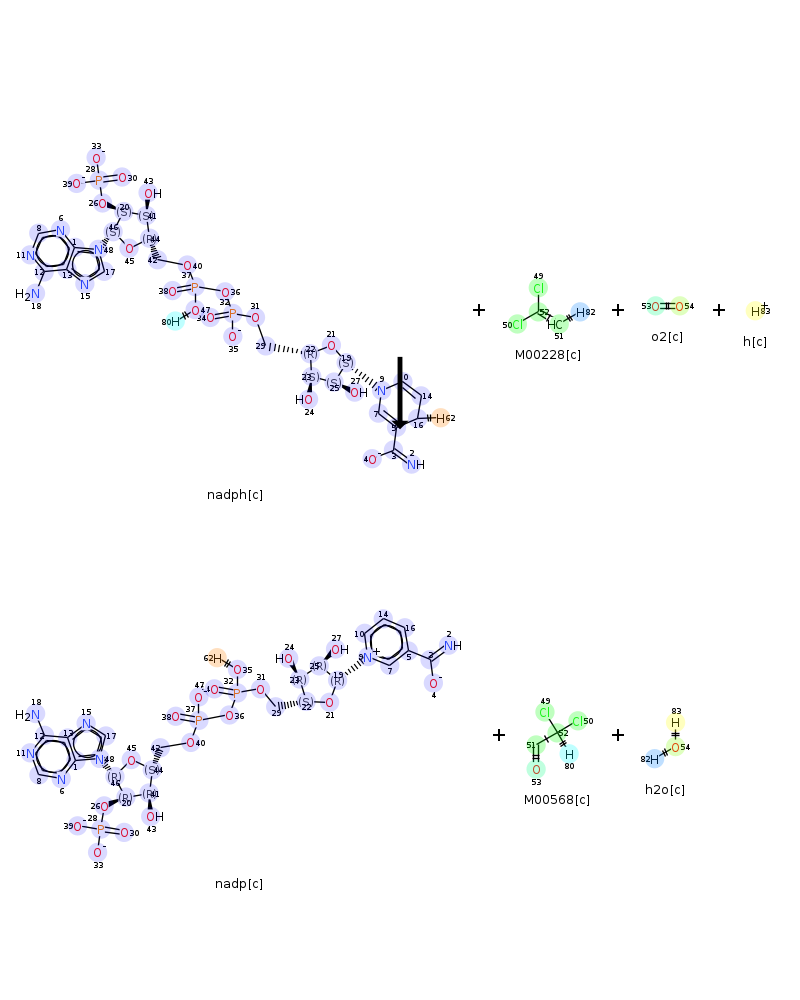 33
O-
28
39 O- P O 30
43
OH
26 O 20
(S) (S) 41
6
8 N
46
(S) (R) 44
1
N 48
O
45
42
O 40
11 N
12 13
17
N
15
H₂N
18
37
38 O P O 36
47
O
32
34 O P O 31
80 H
O-
35
29
21
O
22
(R) 19
(S)
23
(S) (S)
25
27
OH
HO
24
9
N
10
14
7
5
16
H 62
3
4 O-
2
NH
nadph[c]
+
49
Cl
50 Cl
52
HC
51
H 82
M00228[c]
+
53 O O 54
o2[c]
+
H+
83
h[c]
14
10 16
9 N+
7
5
2
NH
3
O-
4
24
HO
27
OH
23
(R)
25
(R)
19
(R)
22
(S)
O
21
29
62 H
O 35
32
P O 31
14 O
47
O-
37
38 O P O 36
O 40
42
18
H₂N
15
N
12 13 17
11 N
N 48
1
8 N
6
45
O
44
(S)
46
(R)
(R) 41
(R)
20
26 O
OH
43
28
39 O- P O 30
O-
33
nadp[c]
+
49
Cl
Cl 50
52
51
O
53
H
80
M00568[c]
+
83
H
O 54
82 H
h2o[c]